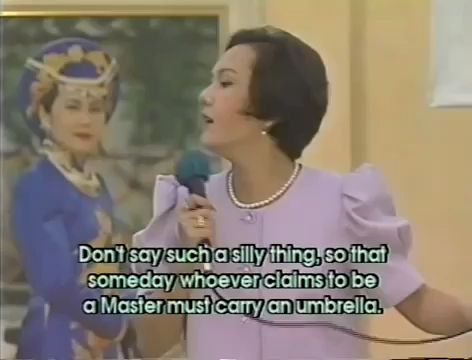 Don't say such a silly thing, so that
someday whoever claims to be
a Master must carry an umbrella.